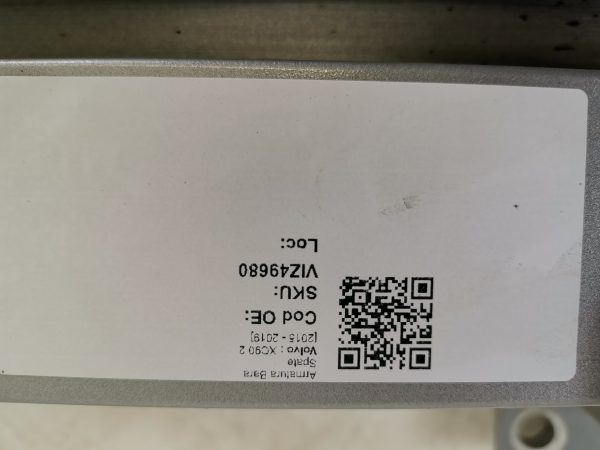 Armatura Bara
Spate
Volvo : XC90 2
[2015 - 2019]
Cod OE:
SKU:
VIZ49680
Loc: